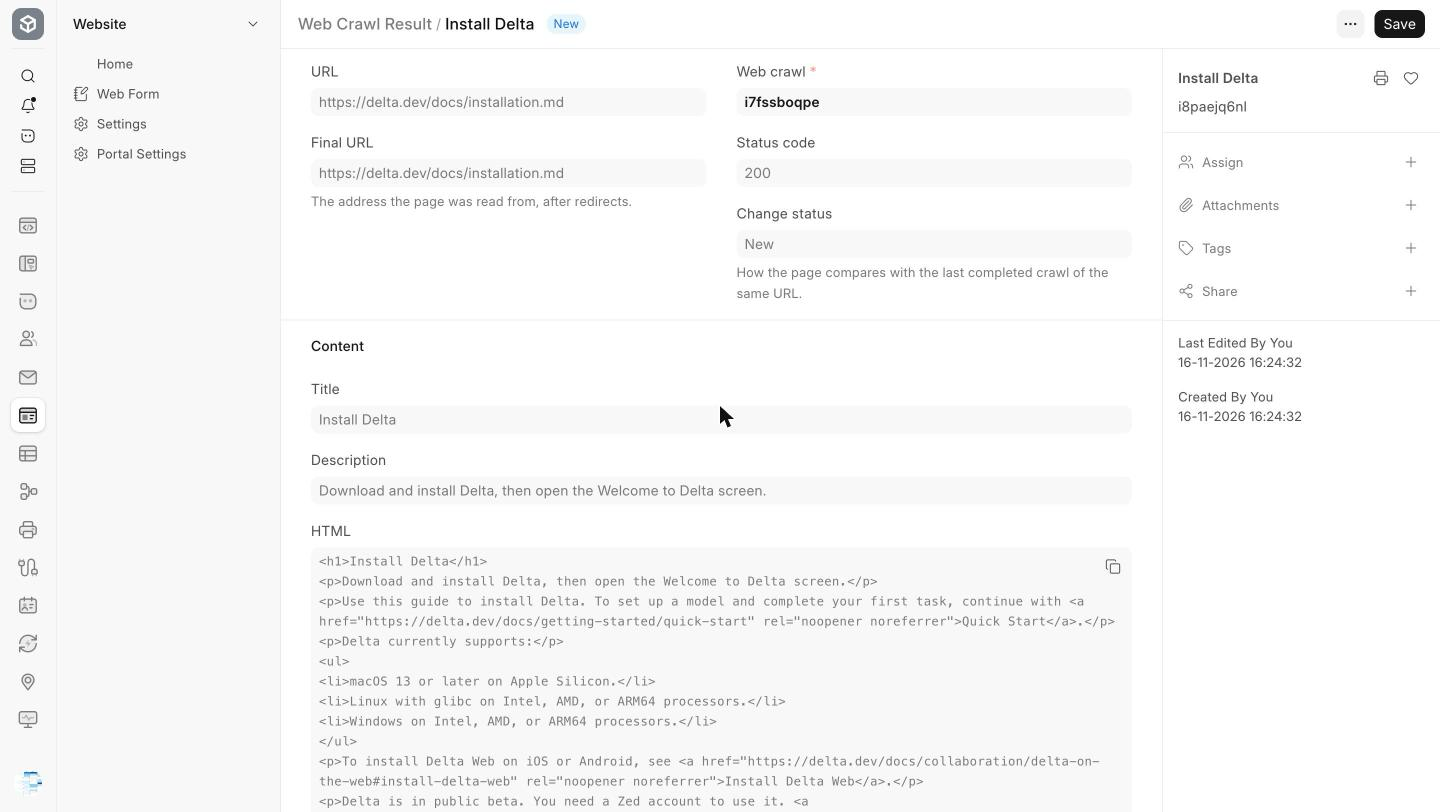 Website
Home
Web Form
Settings
Portal Settings
Web Crawl Result / Install Delta New
Save
URL
https://delta.dev/docs/installation.md
Final URL
https://delta.dev/docs/installation.md
The address the page was read from, after redirects.
Web crawl *
i7fssboqpe
Status code
200
Change status
New
How the page compares with the last completed crawl of the
same URL.
Content
Title
Install Delta
Description
Download and install Delta, then open the Welcome to Delta screen.
HTML
<h1>Install Delta</h1>
<p>Download and install Delta, then open the Welcome to Delta screen.</p>
<p>Use this guide to install Delta. To set up a model and complete your first task, continue with <a
href="https://delta.dev/docs/getting-started/quick-start" rel="noopener noreferrer">Quick Start</a>.</p>
<p>Delta currently supports:</p>
<ul>
<li>macOS 13 or later on Apple Silicon.</li>
<li>Linux with glibc on Intel, AMD, or ARM64 processors.</li>
<li>Windows on Intel, AMD, or ARM64 processors.</li>
</ul>
<p>To install Delta Web on iOS or Android, see <a href="https://delta.dev/docs/collaboration/delta-on-
the-web#install-delta-web" rel="noopener noreferrer">Install Delta Web</a>.</p>
<p>Delta is in public beta. You need a Zed account to use it. <a
Install Delta
i8paejq6nl
Assign
Attachments
Tags
Share
Last Edited By You
16-11-2026 16:24:32
Created By You
16-11-2026 16:24:32